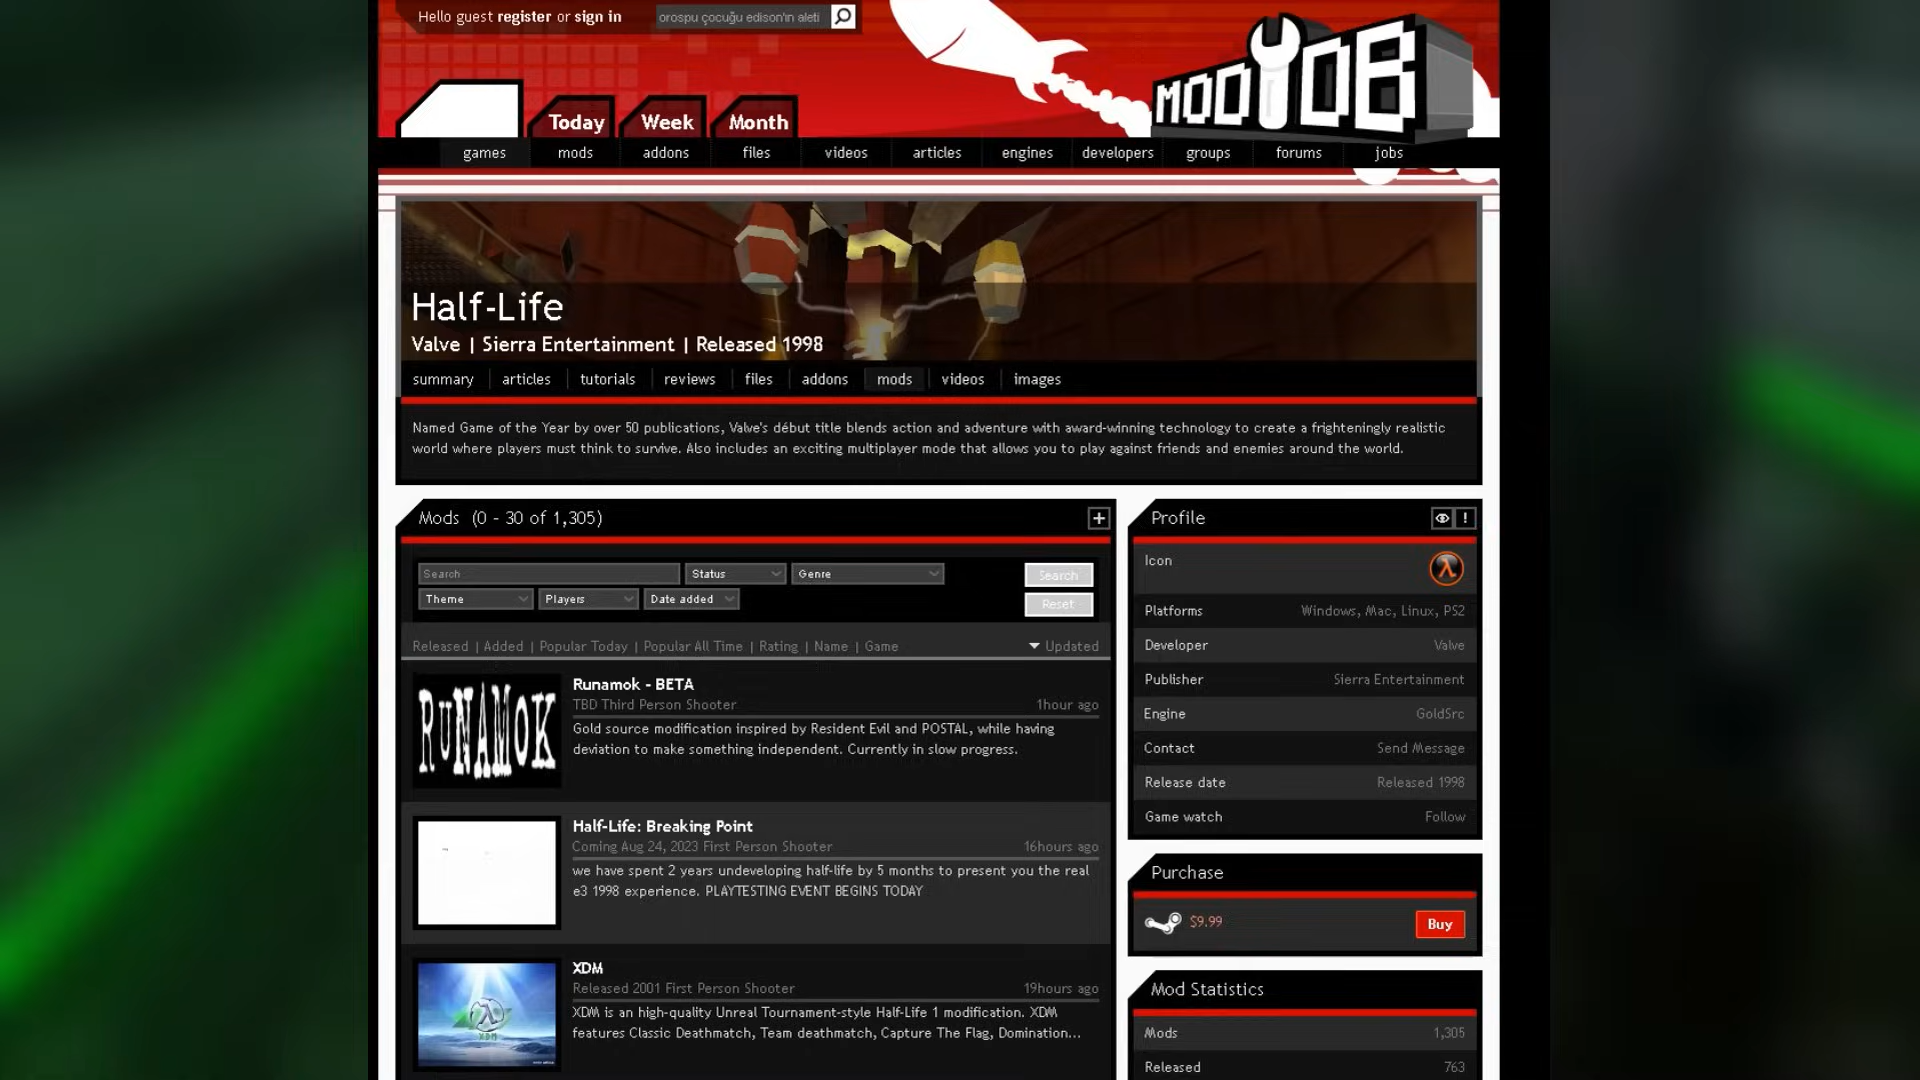 Hello guest register or sign in
orospu çocuğu edison'ın aleti
MODDB
Today
Week
Month
games
mods
addons
files
videos
articles
engines
developers
groups
forums
jobs
Half-Life
Valve | Sierra Entertainment | Released 1998
summary
articles
tutorials
reviews
files
addons
mods
videos
images
Named Game of the Year by over 50 publications, Valve's début title blends action and adventure with award-winning technology to create a frighteningly realistic
world where players must think to survive. Also includes an exciting multiplayer mode that allows you to play against friends and enemies around the world.
Mods (0 - 30 of 1,305)
Search
Status
Genre
Search
Theme
Players
Date added
Reset
Released | Added | Popular Today | Popular All Time | Rating | Name | Game
Updated
RUNAMOK
Runamok - BETA
TBD Third Person Shooter
1hour ago
Gold source modification inspired by Resident Evil and POSTAL, while having
deviation to make something independent. Currently in slow progress.
Half-Life: Breaking Point
Coming Aug 24, 2023 First Person Shooter
16hours ago
we have spent 2 years undeveloping half-life by 5 months to present you the real
e3 1998 experience. PLAYTESTING EVENT BEGINS TODAY
XDM
XDM
Released 2001 First Person Shooter
19hours ago
XDM is an high-quality Unreal Tournament-style Half-Life 1 modification. XDM
features Classic Deathmatch, Team deathmatch, Capture The Flag, Domination...
Profile
!
Icon
Platforms
Windows, Mac, Linux, PS2
Developer
Valve
Publisher
Sierra Entertainment
Engine
GoldSrc
Contact
Send Message
Release date
Released 1998
Game watch
Follow
Purchase
$9.99
Buy
Mod Statistics
Mods
1,305
Released
763